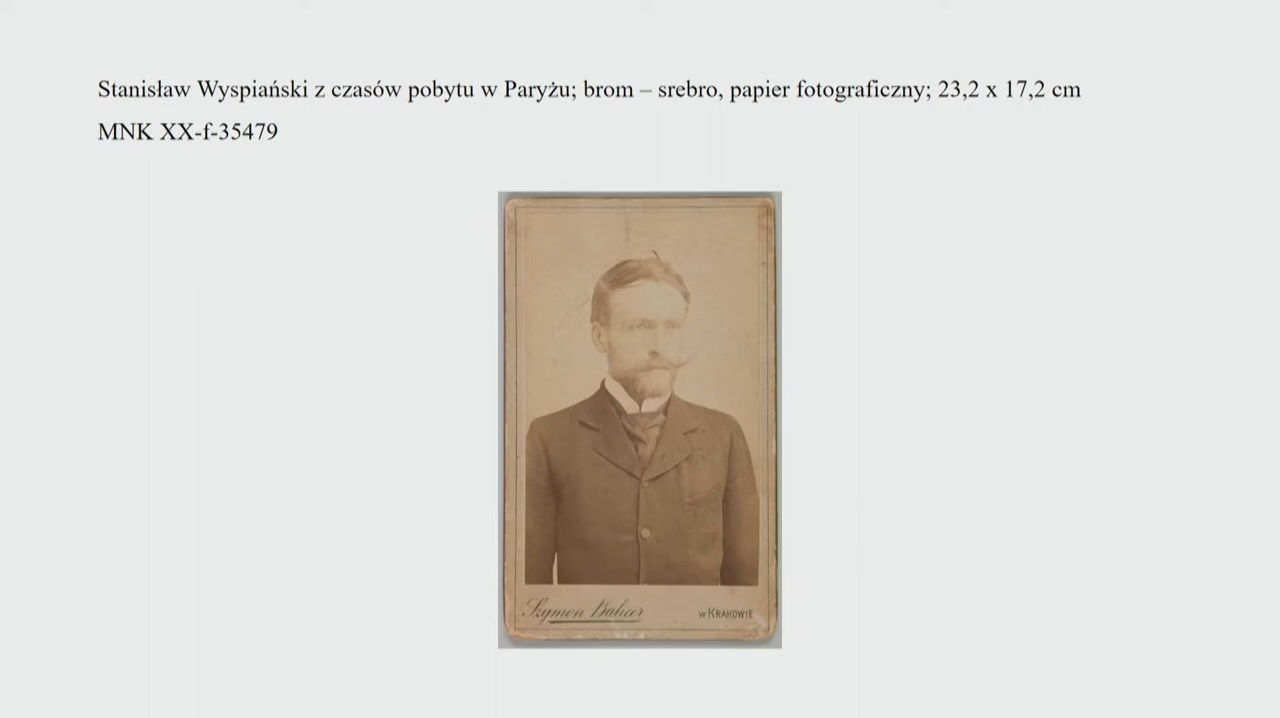 Stanisław Wyspiański z czasów pobytu w Paryżu; brom – srebro, papier fotograficzny; 23,2 x 17,2 cm
MNK XX-f-35479
Szymon Balicer w KRAKOWIE